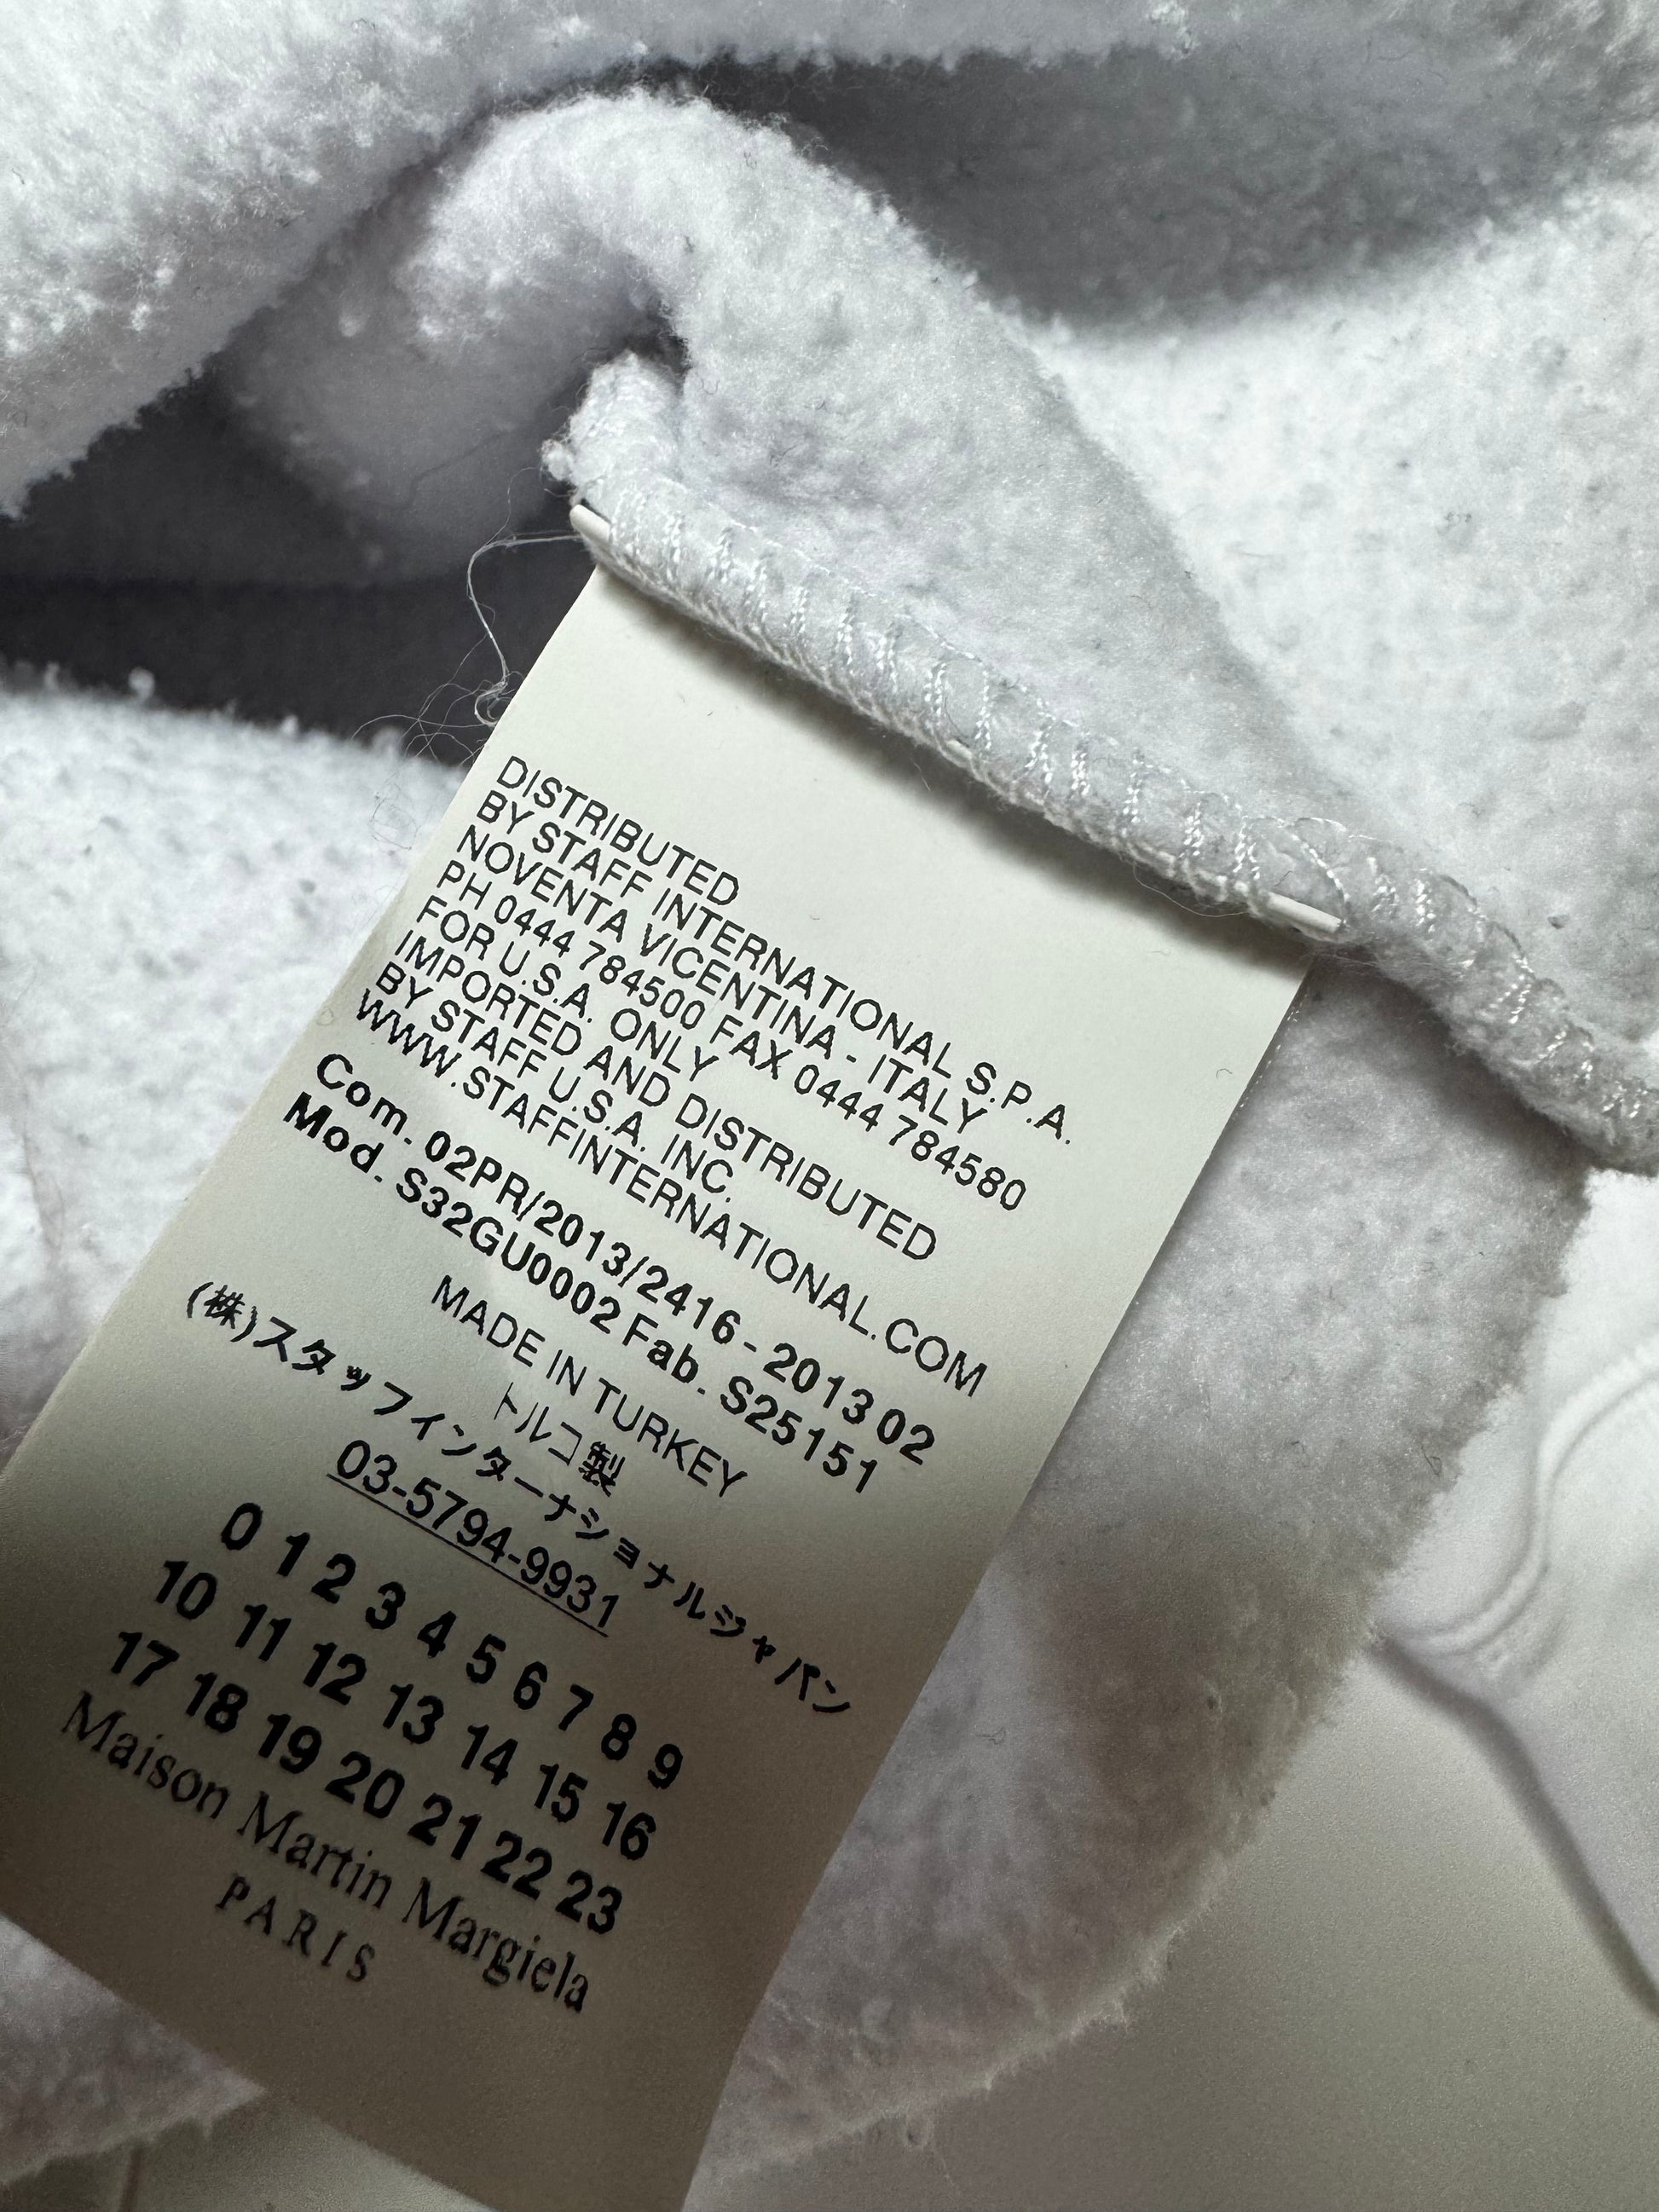 DISTRIBUTED
BY STAFF INTERNATIONAL S.P.A.
NOVENTA VICENTINA - ITALY
PH 0444 784500 FAX 0444 784580
FOR U.S.A. ONLY
IMPORTED AND DISTRIBUTED
BY STAFF U.S.A. INC.
WWW.STAFFINTERNATIONAL.COM
Com. 02PR/2013/2416 - 2013 02
Mod. S32GU0002 Fab. S25151
MADE IN TURKEY
トルコ製
(株)スタッフインターナショナルジャパン
03-5794-9931
0 1 2 3 4 5 6 7 8 9
10 11 12 13 14 15 16
17 18 19 20 21 22 23
Maison Martin Margiela
PARIS